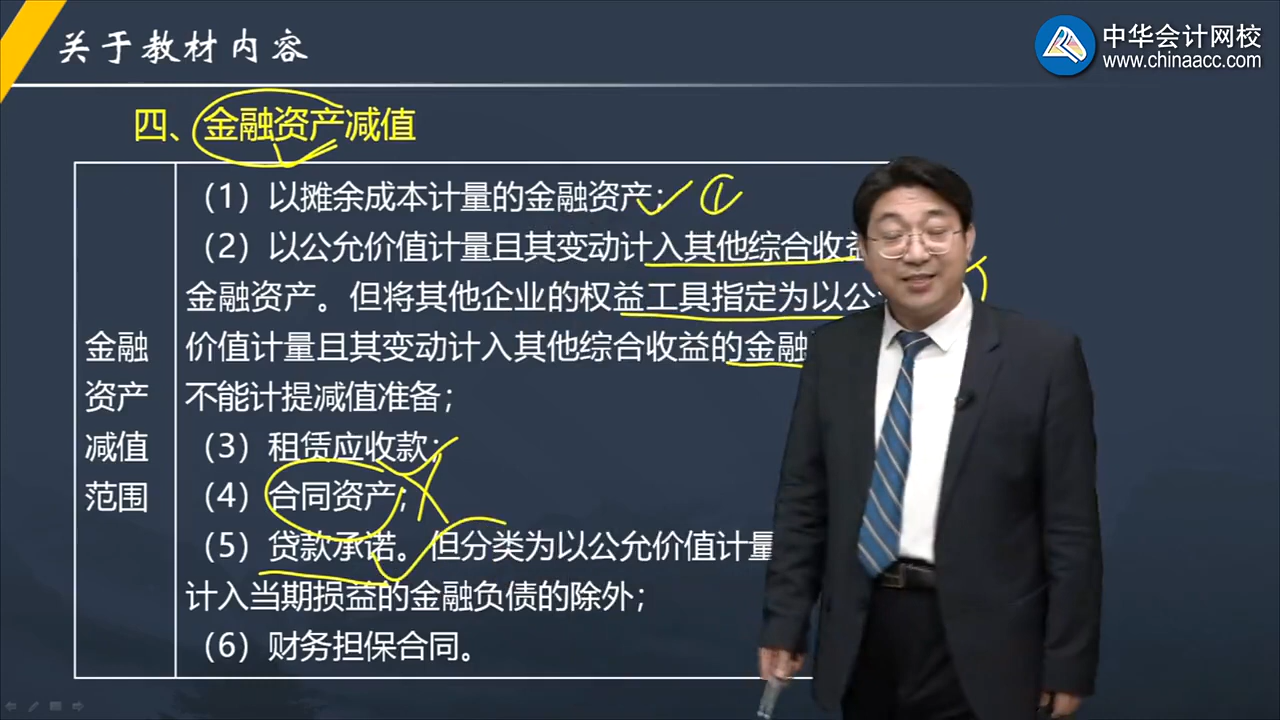 关于教材内容
中华会计网校
www.chinaacc.com
四、金融资产减值
金融
资产
减值
范围
（1）以摊余成本计量的金融资产；①
（2）以公允价值计量且其变动计入其他综合收益
金融资产。但将其他企业的权益工具指定为以公
价值计量且其变动计入其他综合收益的金融
不能计提减值准备；
（3）租赁应收款；
（4）合同资产；
（5）贷款承诺。但分类为以公允价值计量
计入当期损益的金融负债的除外；
（6）财务担保合同。